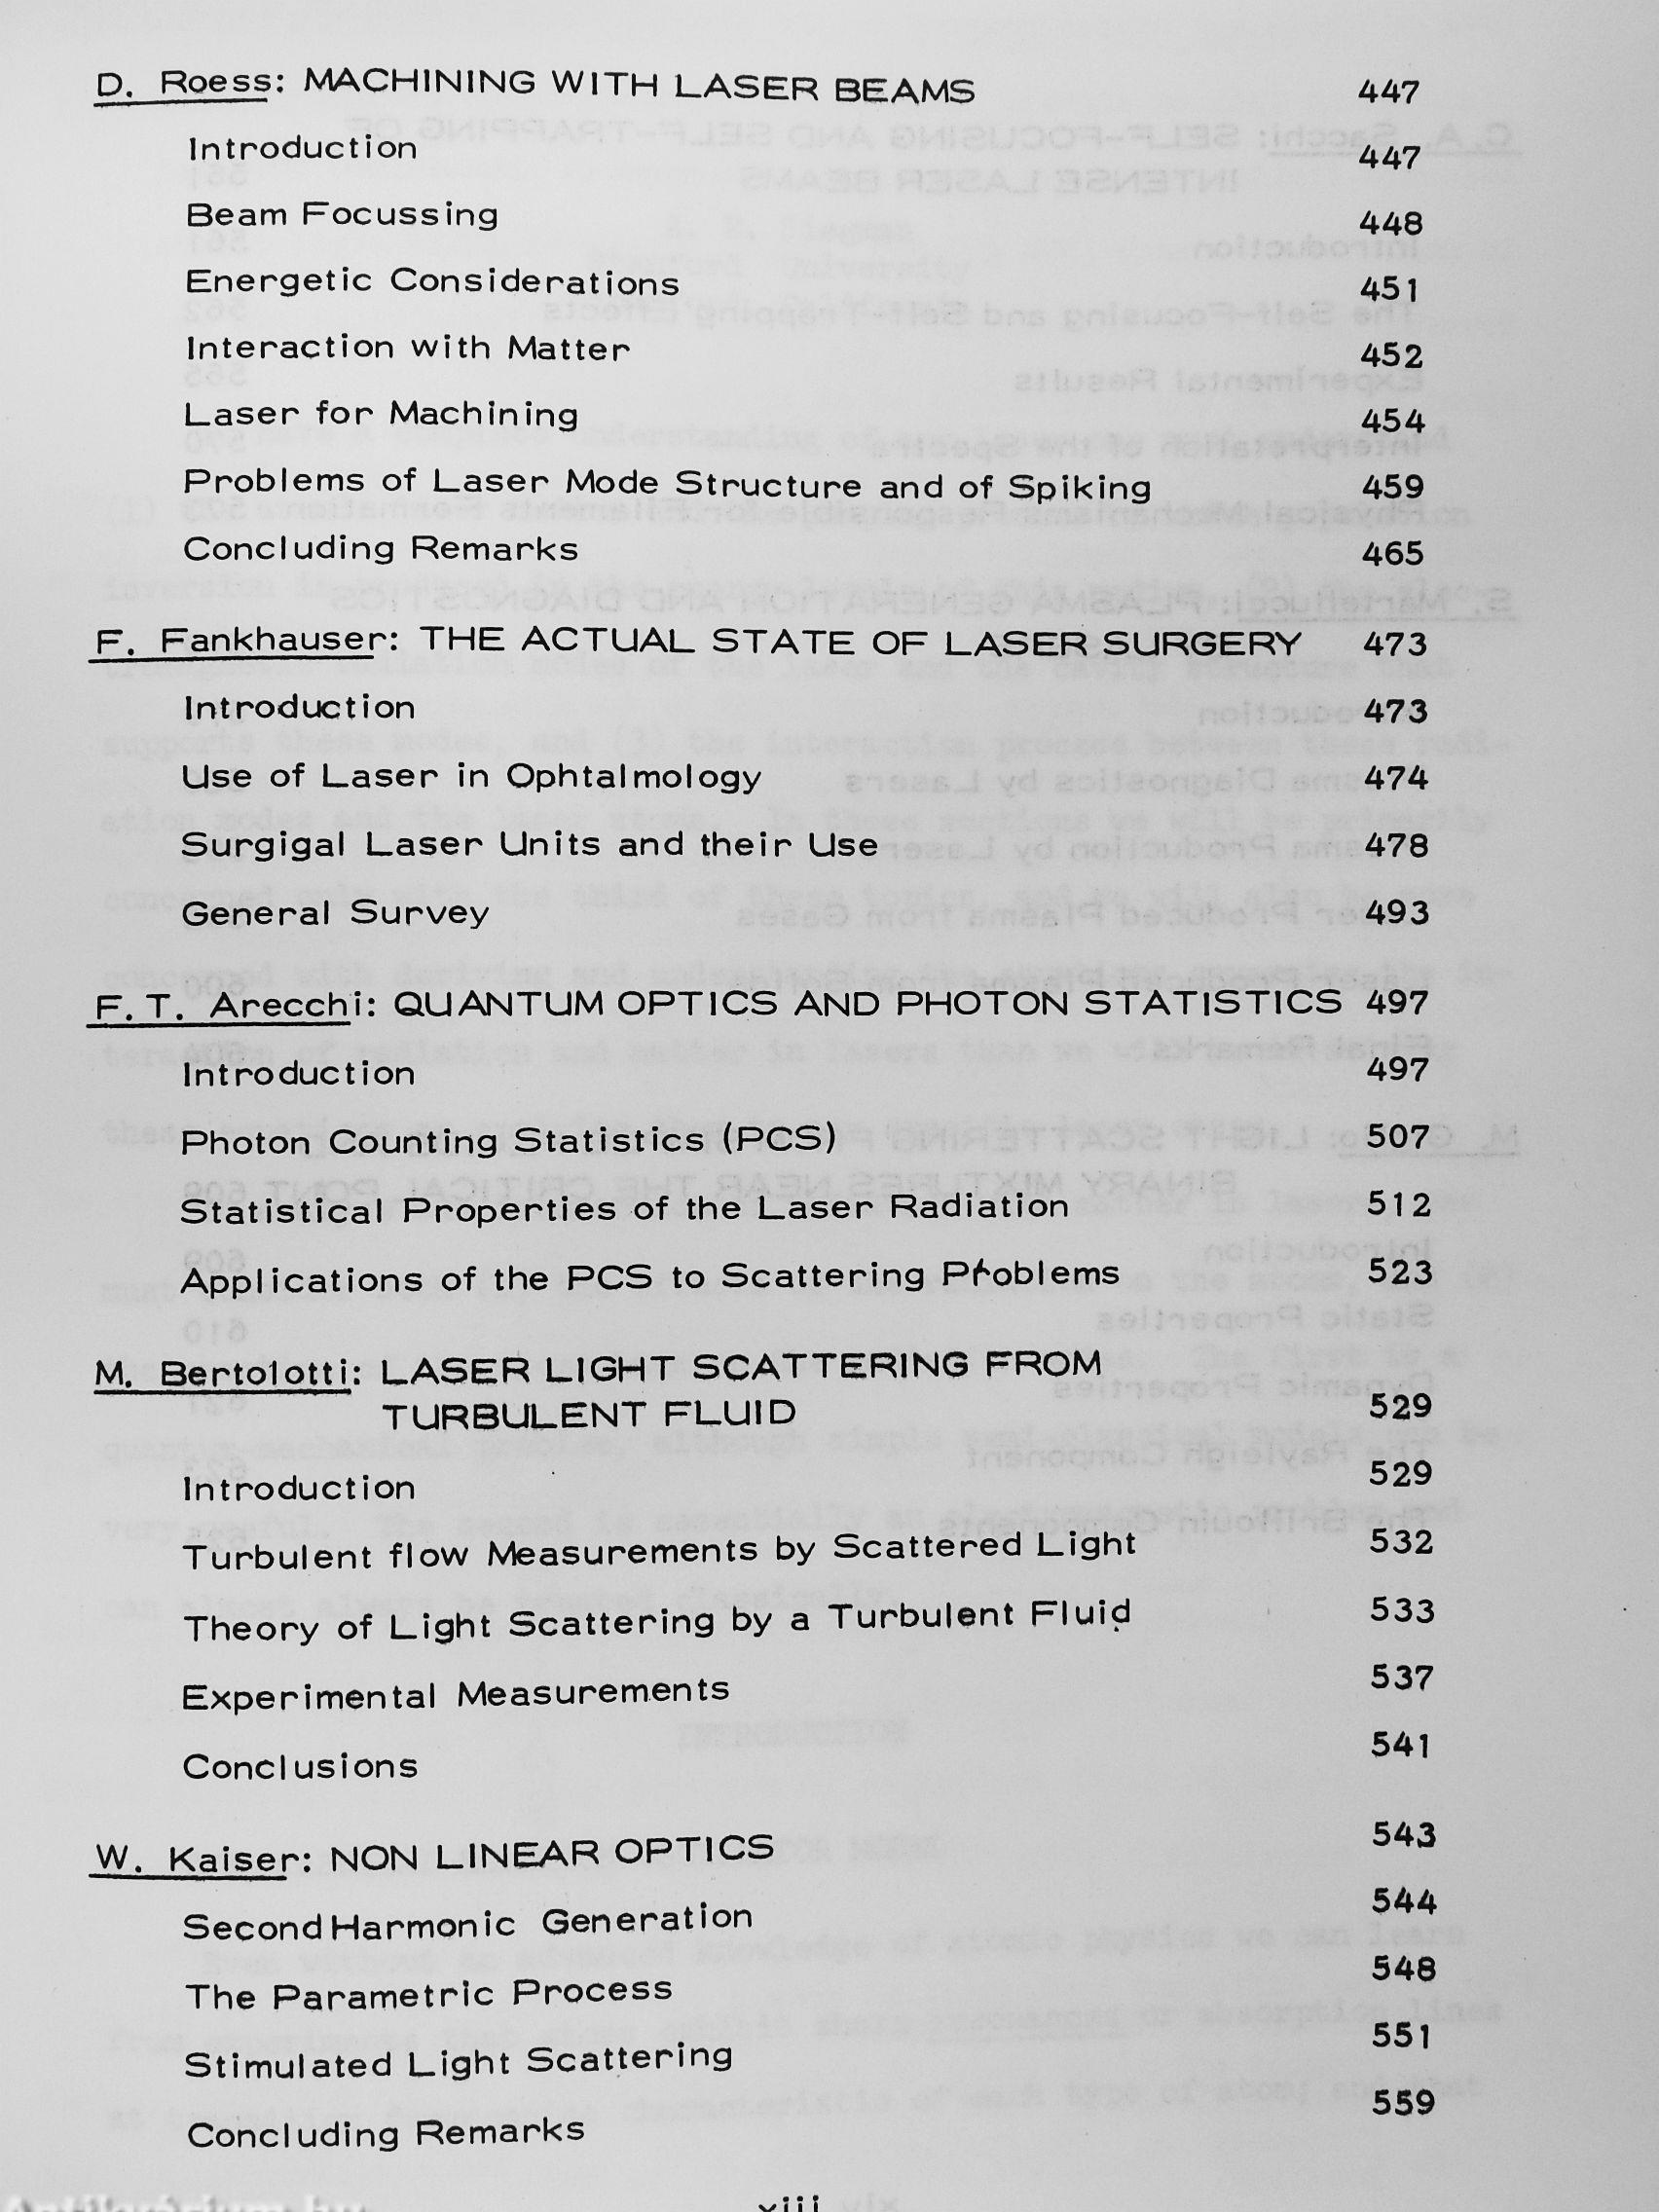 D. Roess: MACHINING WITH LASER BEAMS 447
Introduction 447
Beam Focussing 448
Energetic Considerations 451
Interaction with Matter 452
Laser for Machining 454
Problems of Laser Mode Structure and of Spiking 459
Concluding Remarks 465
F. Fankhauser: THE ACTUAL STATE OF LASER SURGERY 473
Introduction 473
Use of Laser in Ophtalmology 474
Surgigal Laser Units and their Use 478
General Survey 493
F. T. Arecchi: QUANTUM OPTICS AND PHOTON STATISTICS 497
Introduction 497
Photon Counting Statistics (PCS) 507
Statistical Properties of the Laser Radiation 512
Applications of the PCS to Scattering Problems 523
M. Bertolotti: LASER LIGHT SCATTERING FROM
TURBULENT FLUID 529
Introduction 529
Turbulent flow Measurements by Scattered Light 532
Theory of Light Scattering by a Turbulent Fluid 533
Experimental Measurements 537
Conclusions 541
W. Kaiser: NON LINEAR OPTICS 543
Second Harmonic Generation 544
The Parametric Process 548
Stimulated Light Scattering 551
Concluding Remarks 559
viii